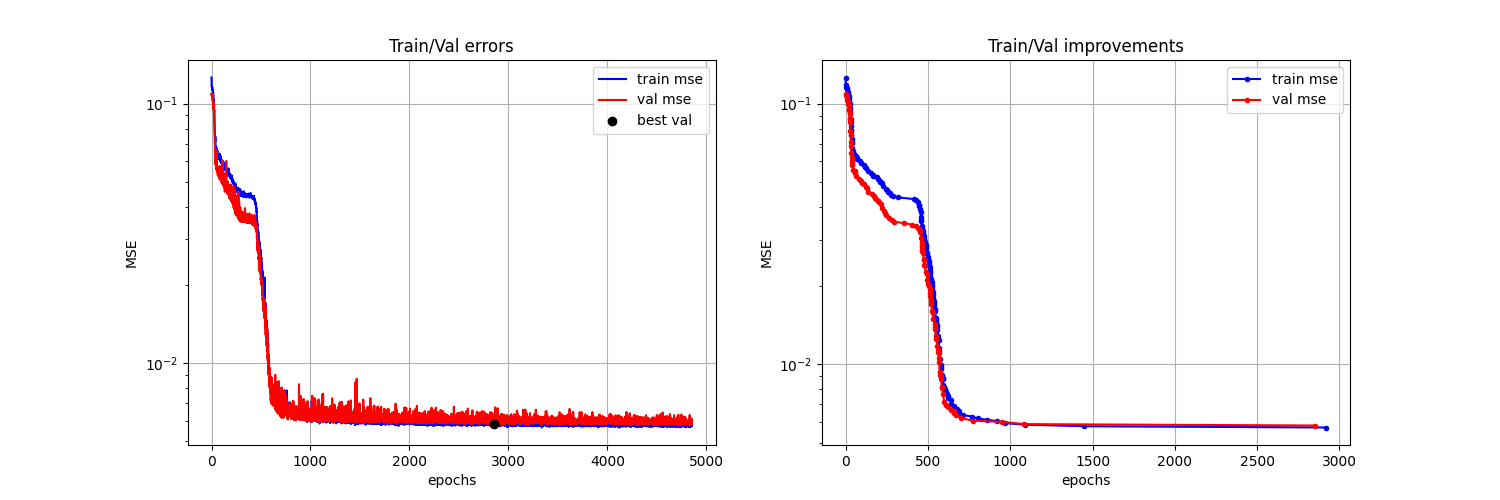 Train/Val errors
train mse
val mse
best val
10⁻¹
10⁻²
MSE
0
1000
2000
3000
4000
5000
epochs
Train/Val improvements
train mse
val mse
10⁻¹
10⁻²
MSE
0
500
1000
1500
2000
2500
3000
epochs